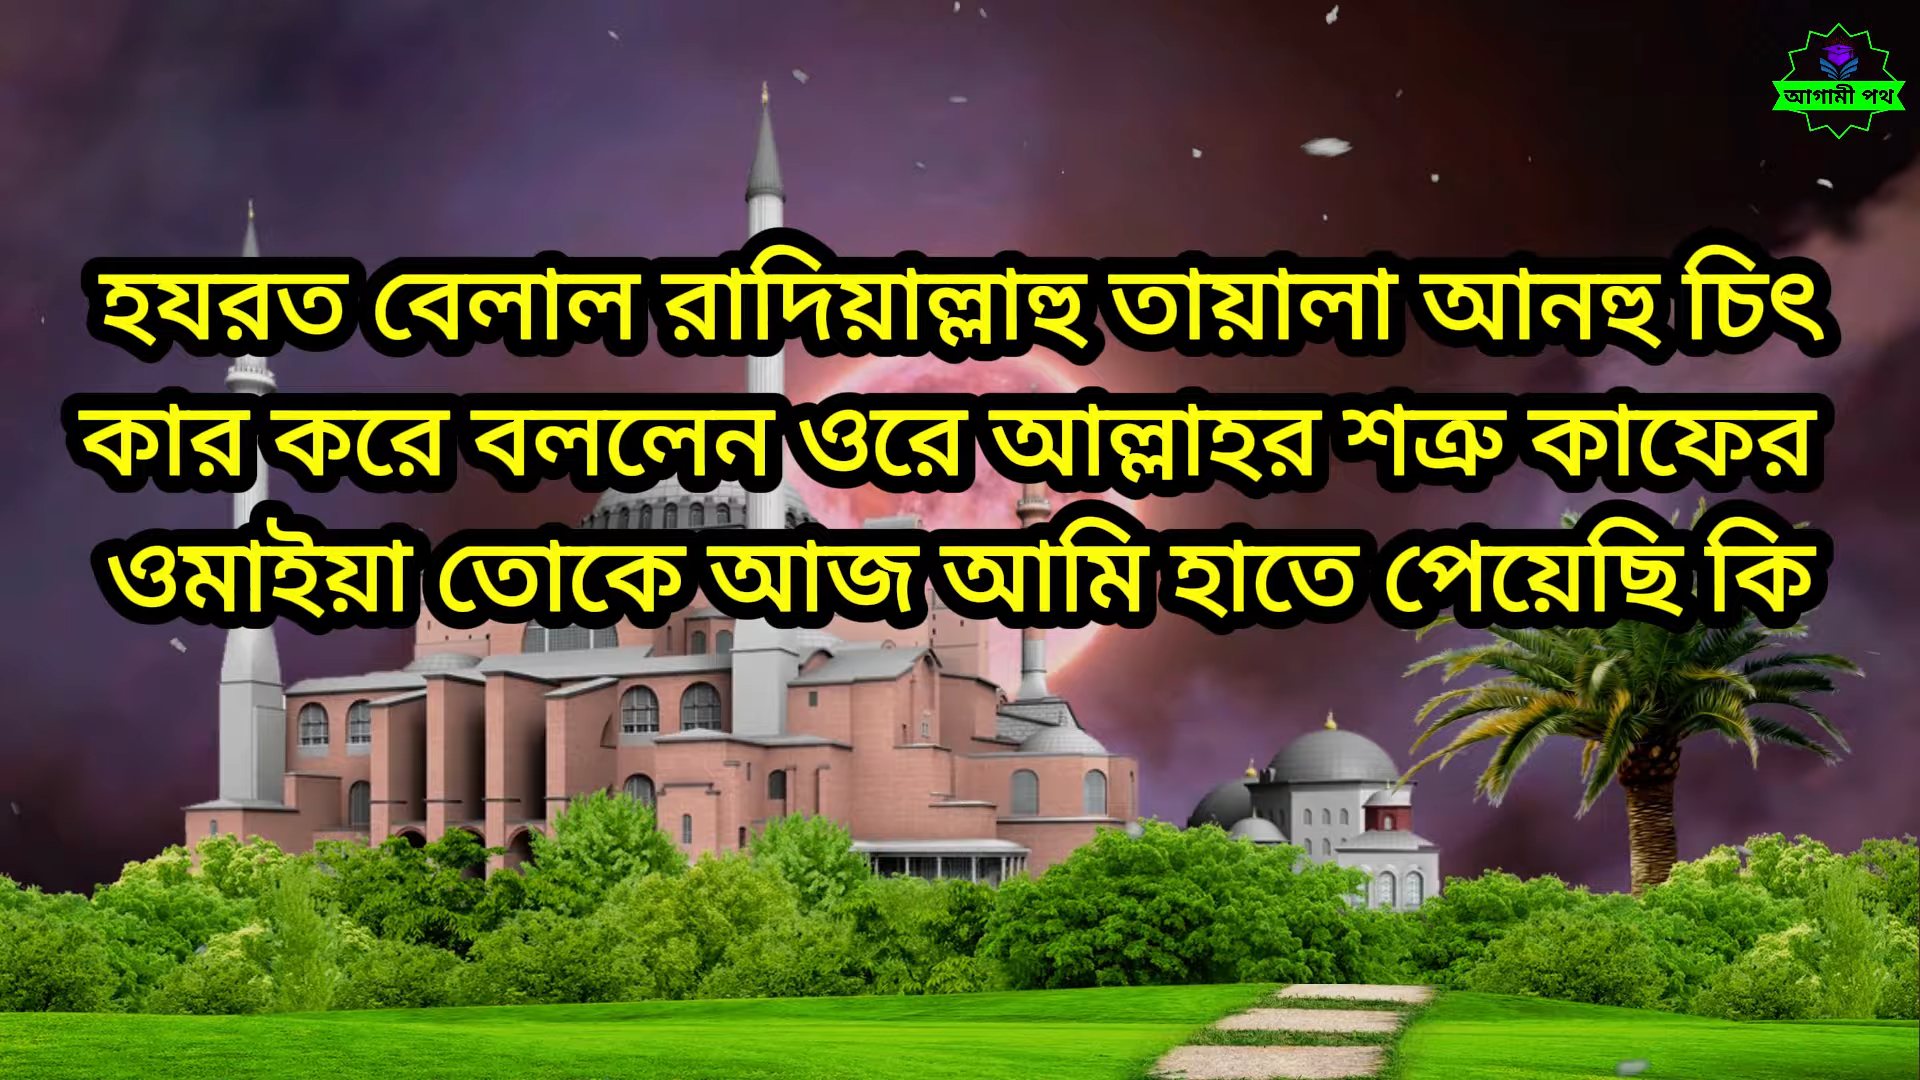 আগামী পথ
হযরত বেলাল রাদিয়াল্লাহু তায়ালা আনহু চিৎ
কার করে বললেন ওরে আল্লাহর শত্রু কাফের
ওমাইয়া তোকে আজ আমি হাতে পেয়েছি কি